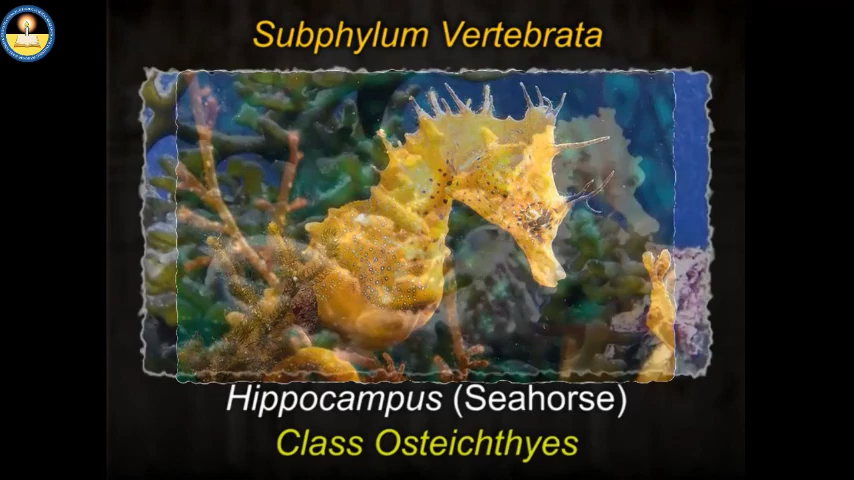 Subphylum Vertebrata
Hippocampus (Seahorse)
Class Osteichthyes